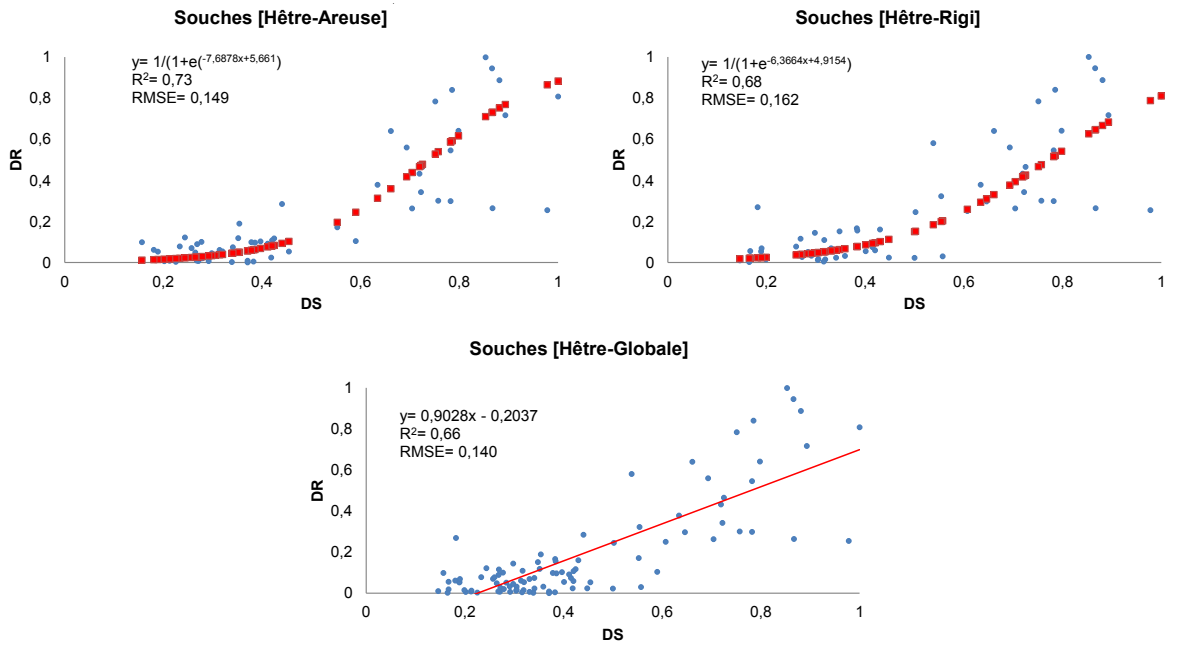 Souches [Hêtre-Areuse]
y= 1/(1+e(-7,6878x+5,661)
R²= 0,73
RMSE= 0,149
1
0,8
0,6
0,4
0,2
0
DR
0
0,2
0,4
0,6
0,8
1
DS
Souches [Hêtre-Rigi]
y= 1/(1+e-6,3664x+4,9154)
R²= 0,68
RMSE= 0,162
1
0,8
0,6
0,4
0,2
0
DR
0
0,2
0,4
0,6
0,8
1
DS
Souches [Hêtre-Globale]
y= 0,9028x - 0,2037
R²= 0,66
RMSE= 0,140
1
0,8
0,6
0,4
0,2
0
DR
0
0,2
0,4
0,6
0,8
1
DS